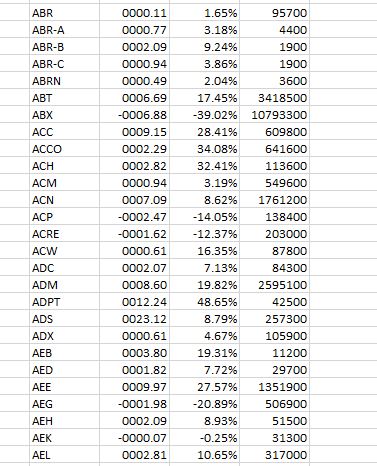 ABR 0000.11 1.65% 95700
ABR-A 0000.77 3.18% 4400
ABR-B 0002.09 9.24% 1900
ABR-C 0000.94 3.86% 1900
ABRN 0000.49 2.04% 3600
ABT 0006.69 17.45% 3418500
ABX -0006.88 -39.02% 10793300
ACC 0009.15 28.41% 609800
ACCO 0002.29 34.08% 641600
ACH 0002.82 32.41% 113600
ACM 0000.94 3.19% 549600
ACN 0007.09 8.62% 1761200
ACP -0002.47 -14.05% 138400
ACRE -0001.62 -12.37% 203000
ACW 0000.61 16.35% 87800
ADC 0002.07 7.13% 84300
ADM 0008.60 19.82% 2595100
ADPT 0012.24 48.65% 42500
ADS 0023.12 8.79% 257300
ADX 0000.61 4.67% 105900
AEB 0003.80 19.31% 11200
AED 0001.82 7.72% 29700
AEE 0009.97 27.57% 1351900
AEG -0001.98 -20.89% 506900
AEH 0002.09 8.93% 51500
AEK -0000.07 -0.25% 31300
AEL 0002.81 10.65% 317000